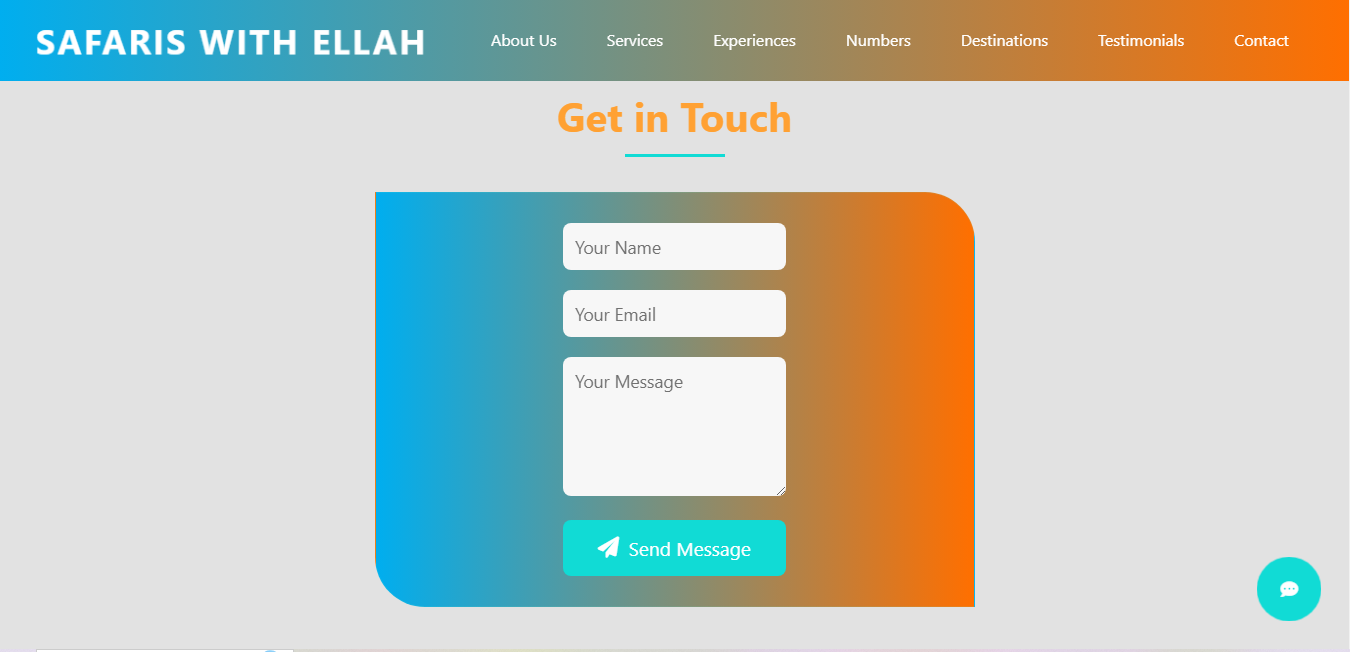 SAFARIS WITH ELLAH
About Us
Services
Experiences
Numbers
Destinations
Testimonials
Contact
Get in Touch
Your Name
Your Email
Your Message
Send Message